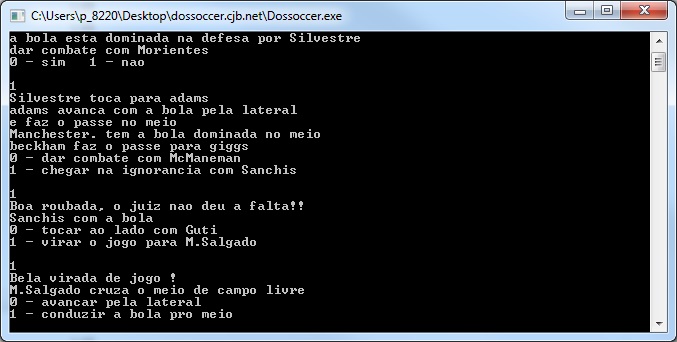 C:\Users\p_8220\Desktop\dossoccer.cjb.net\Dossoccer.exe
a bola esta dominada na defesa por Silvestre
dar combate com Morientes
0 - sim   1 - nao
1
Silvestre toca para adams
adams avanca com a bola pela lateral
e faz o passe no meio
Manchester. tem a bola dominada no meio
beckham faz o passe para giggs
0 - dar combate com McManeman
1 - chegar na ignorancia com Sanchis
1
Boa roubada, o juiz nao deu a falta!!
Sanchis com a bola
0 - tocar ao lado com Guti
1 - virar o jogo para M.Salgado
1
Bela virada de jogo !
M.Salgado cruza o meio de campo livre
0 - avancar pela lateral
1 - conduzir a bola pro meio